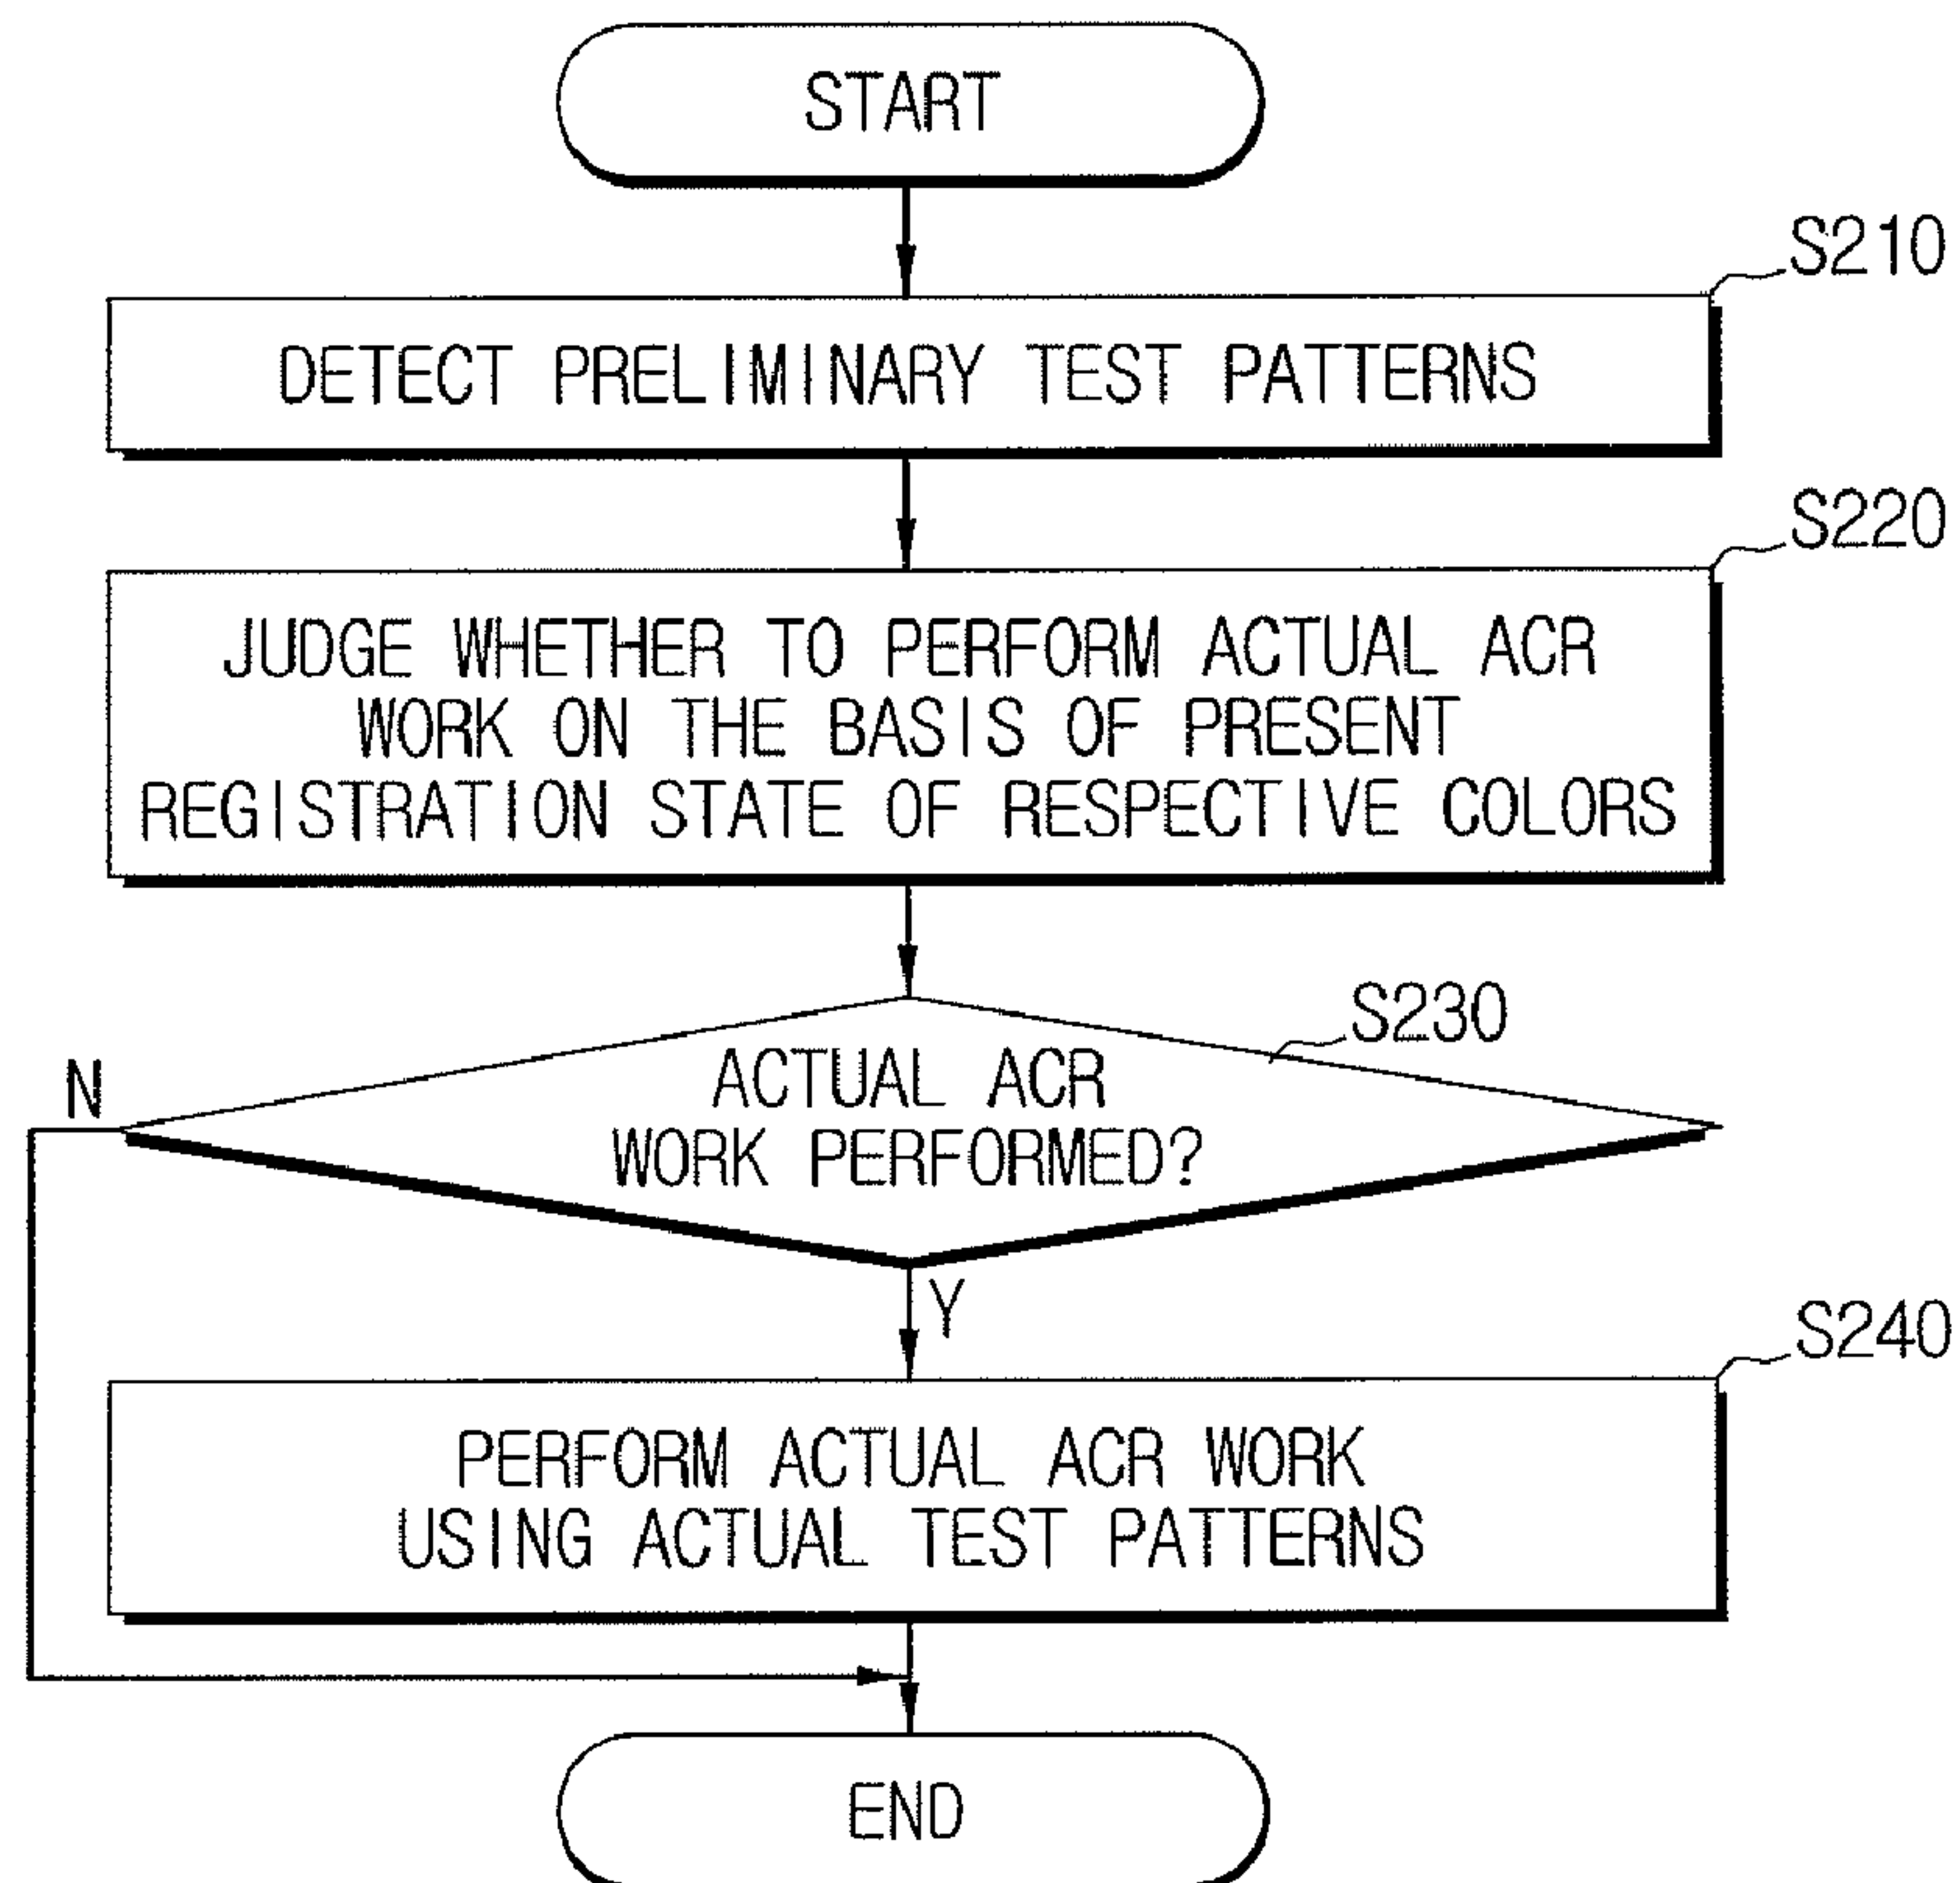 START
S210
DETECT PRELIMINARY TEST PATTERNS
S220
JUDGE WHETHER TO PERFORM ACTUAL ACR
WORK ON THE BASIS OF PRESENT
REGISTRATION STATE OF RESPECTIVE COLORS
S230
N
ACTUAL ACR
WORK PERFORMED?
Y
S240
PERFORM ACTUAL ACR WORK
USING ACTUAL TEST PATTERNS
END